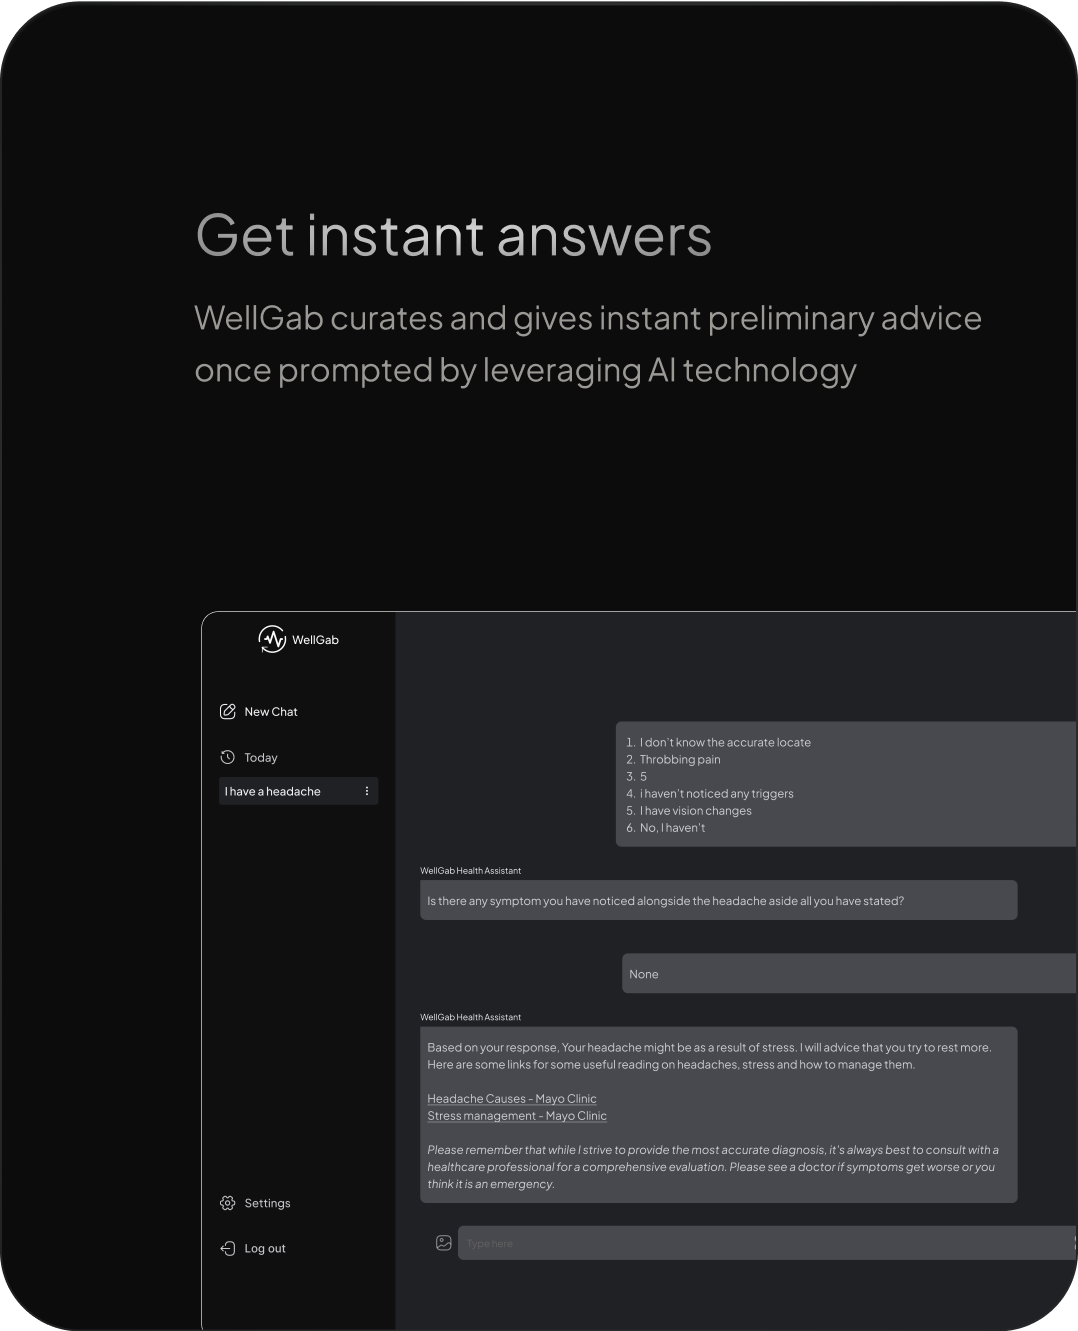 Get instant answers
WellGab curates and gives instant preliminary advice
once prompted by leveraging AI technology
WellGab
New Chat
Today
I have a headache
Settings
Log out
1. I don't know the accurate locate
2. Throbbing pain
3. 5
4. i haven't noticed any triggers
5. I have vision changes
6. No, I haven't
WellGab Health Assistant
Is there any symptom you have noticed alongside the headache aside all you have stated?
None
WellGab Health Assistant
Based on your response, Your headache might be as a result of stress. I will advice that you try to rest more.
Here are some links for some useful reading on headaches, stress and how to manage them.
Headache Causes - Mayo Clinic
Stress management - Mayo Clinic
Please remember that while I strive to provide the most accurate diagnosis, it's always best to consult with a
healthcare professional for a comprehensive evaluation. Please see a doctor if symptoms get worse or you
think it is an emergency.
Type here